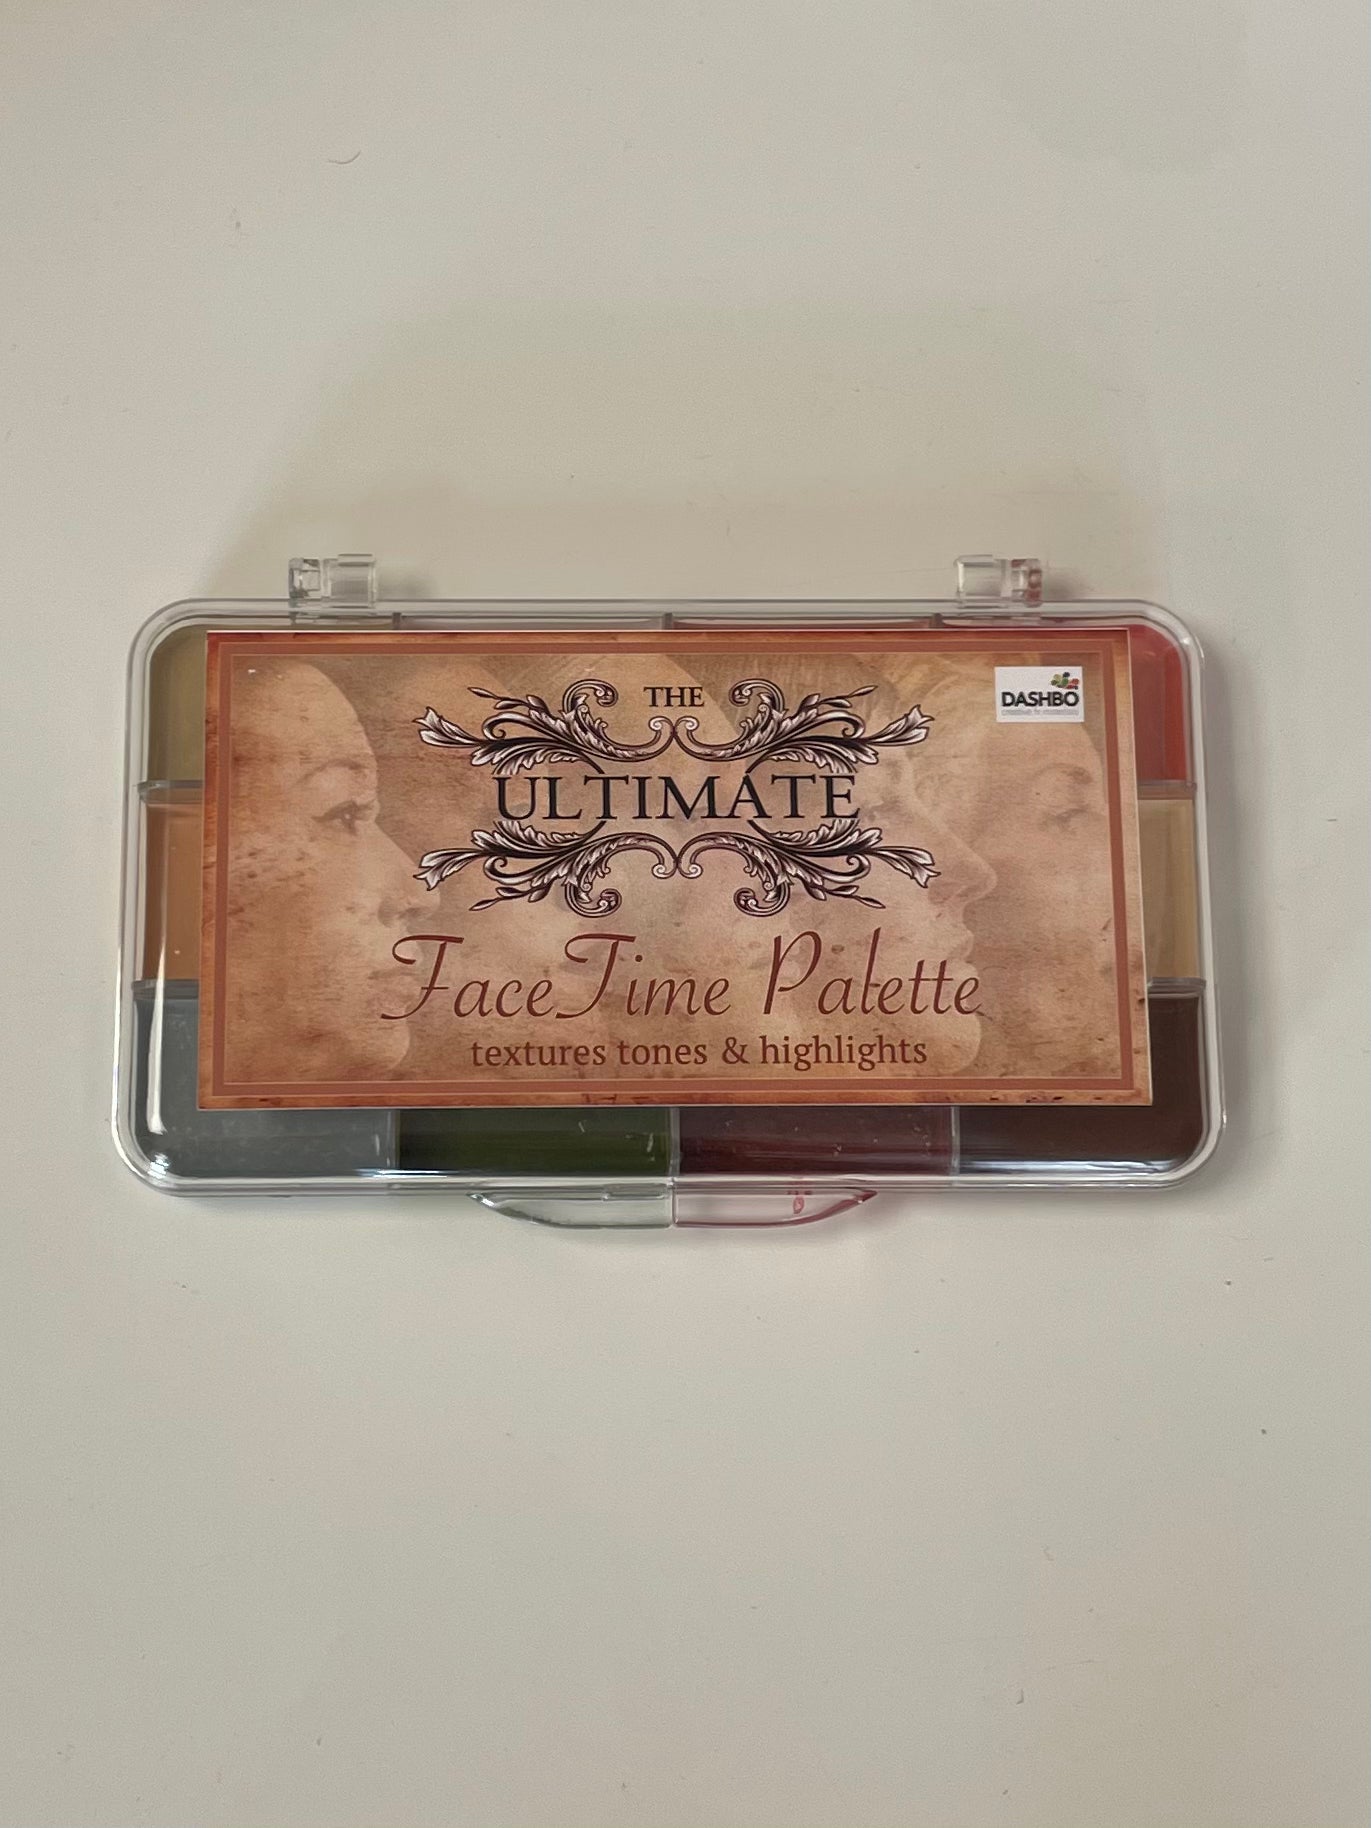 THE
DASHBO
ULTIMATE
FaceTime Palette
textures tones & highlights